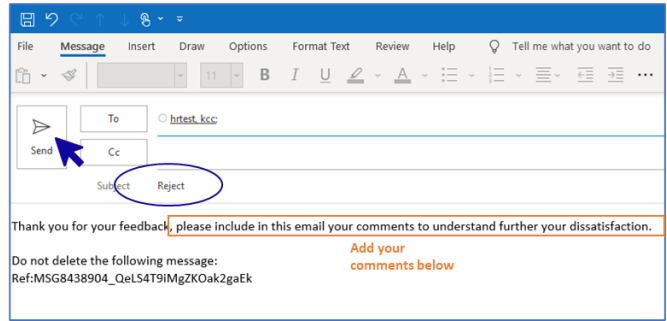 File Message Insert Draw Options Format Text Review Help Tell me what you want to do
11 B I U A
To hrtest, kcc;
Send Cc
Subject Reject
Thank you for your feedback, please include in this email your comments to understand further your dissatisfaction.
Add your
comments below
Do not delete the following message:
Ref:MSG8438904_QeLS4T9iMgZKOak2gaEk